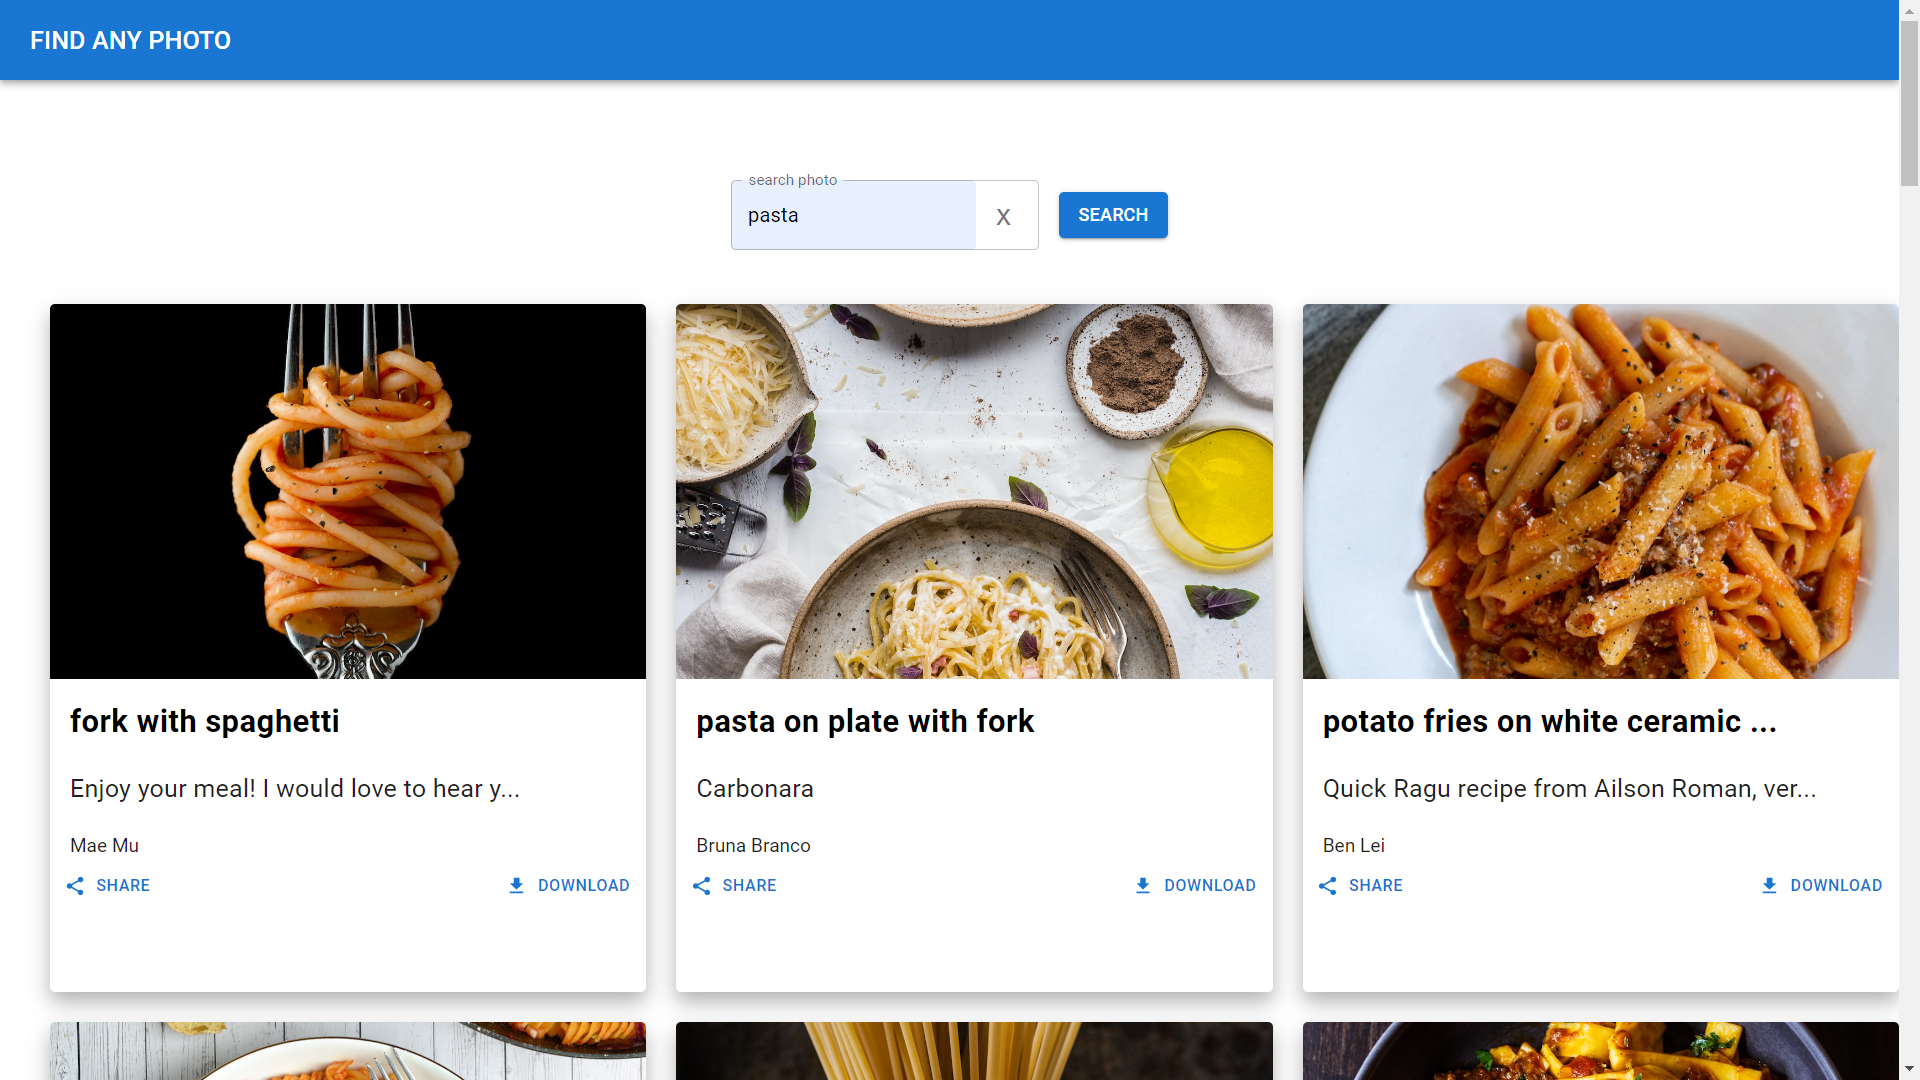 FIND ANY PHOTO
search photo
pasta
X
SEARCH
fork with spaghetti
Enjoy your meal! I would love to hear y...
Mae Mu
SHARE
DOWNLOAD
pasta on plate with fork
Carbonara
Bruna Branco
SHARE
DOWNLOAD
potato fries on white ceramic ...
Quick Ragu recipe from Ailson Roman, ver...
Ben Lei
SHARE
DOWNLOAD